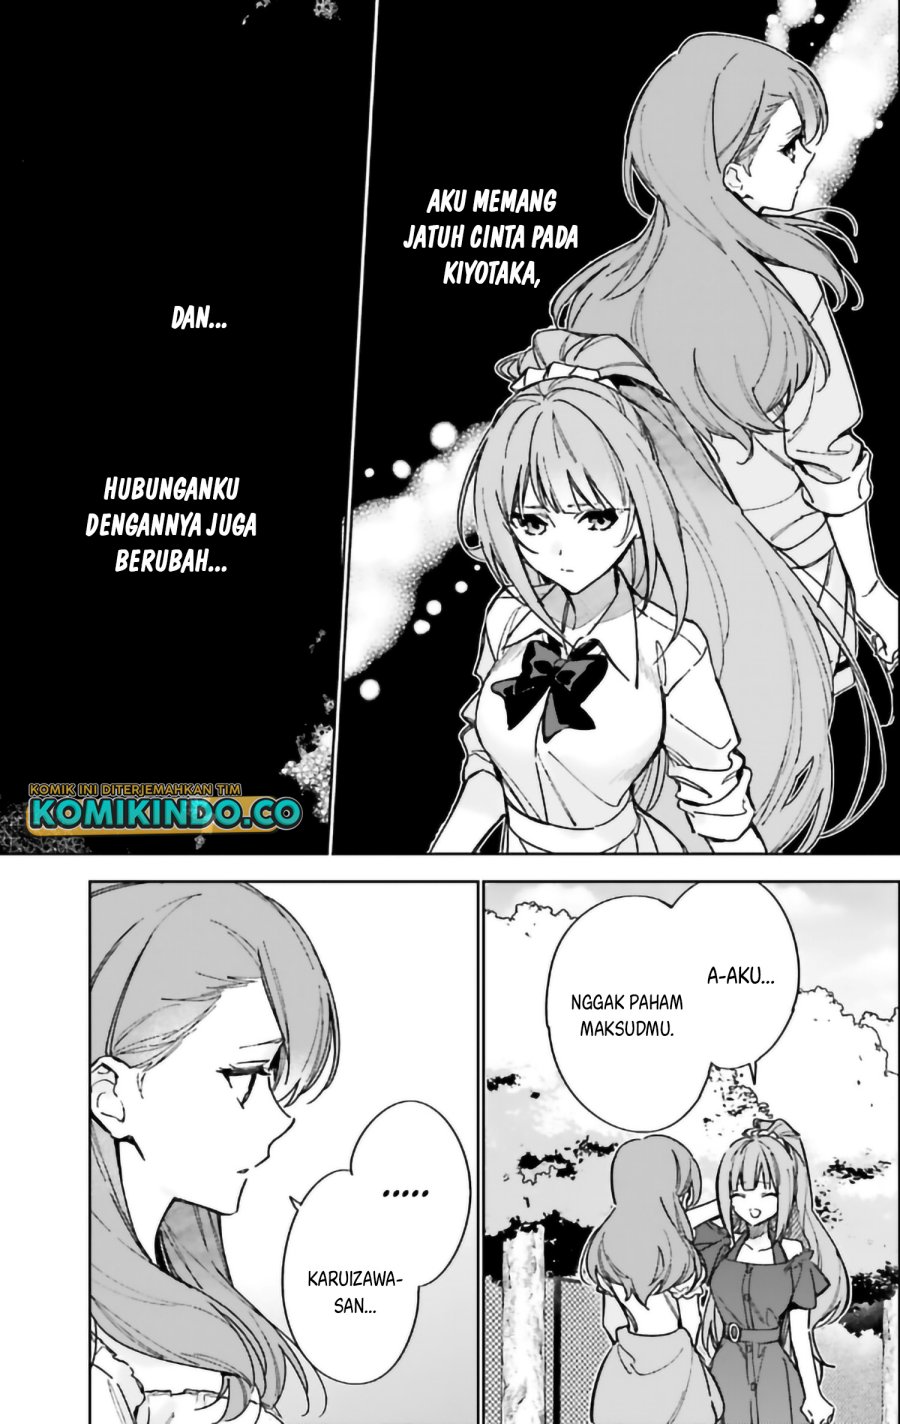 AKU MEMANG
JATUH CINTA PADA
KIYOTAKA,
DAN...
HUBUNGANKU
DENGANNYA JUGA
BERUBAH...
KOMIK INI DITERJEMAHKAN TIM
KOMIKINDO.CO
A-AKU...
NGGAK PAHAM
MAKSUDMU.
.....
KARUIZAWA-
SAN...